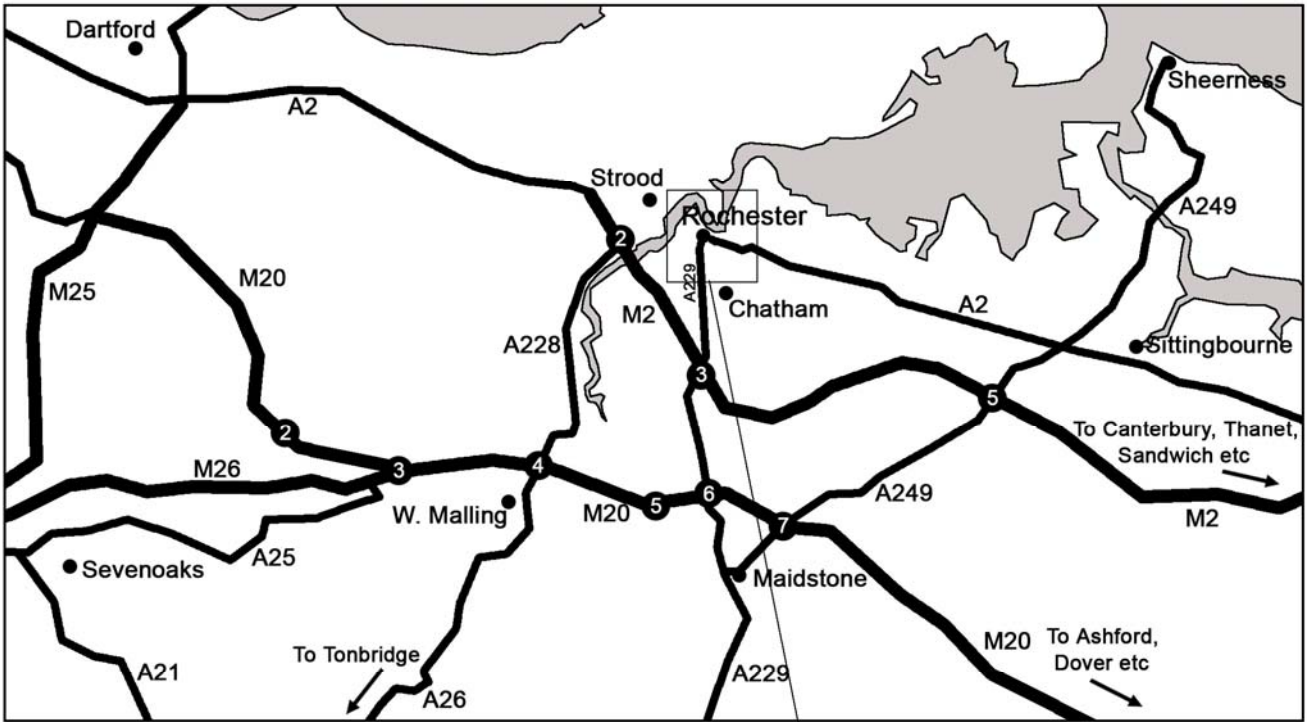 Dartford
Sheerness
A2
Strood
A249
Rochester
2
M20
M25
A229
M2
Chatham
A2
A228
Sittingbourne
3
5
2
To Canterbury, Thanet,
Sandwich etc
M26
3
4
A249
6
5
W. Malling
M20
7
M2
A25
Sevenoaks
Maidstone
To Ashford,
Dover etc
M20
To Tonbridge
A21
A229
A26